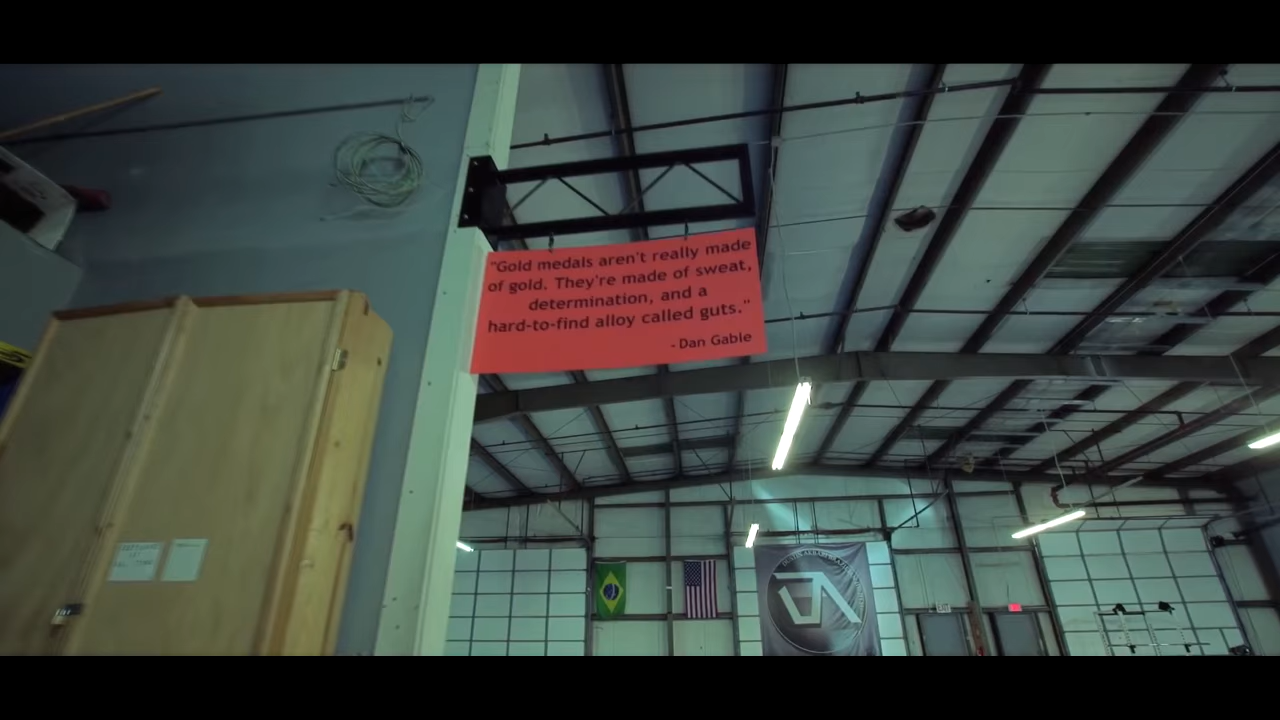 "Gold medals aren't really made
of gold. They're made of sweat,
determination, and a
hard-to-find alloy called guts."
- Dan Gable